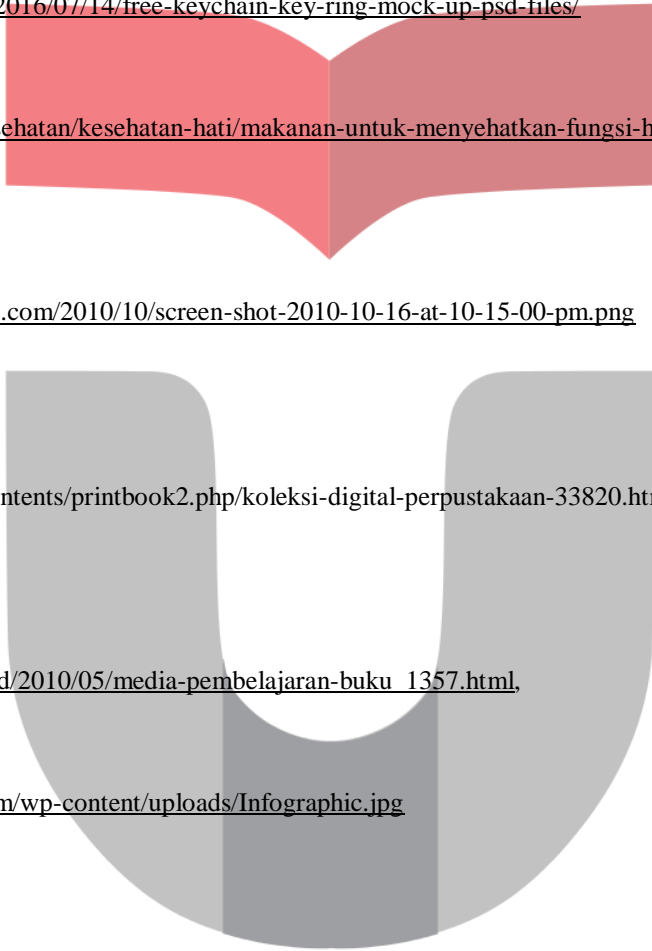 2016/07/14/free-keychain-key-ring-mock-up-psd-files/
ehatan/kesehatan-hati/makanan-untuk-menyehatkan-fungsi-h
.com/2010/10/screen-shot-2010-10-16-at-10-15-00-pm.png
ntents/printbook2.php/koleksi-digital-perpustakaan-33820.htm
d/2010/05/media-pembelajaran-buku_1357.html,
m/wp-content/uploads/Infographic.jpg